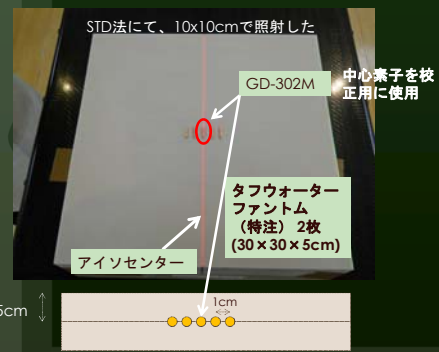 STD法にて、10x10cmで照射した
GD-302M
中心素子を校
正用に使用
タフウォーター
ファントム
（特注） 2枚
(30×30×5cm)
アイソセンター
1cm
5cm